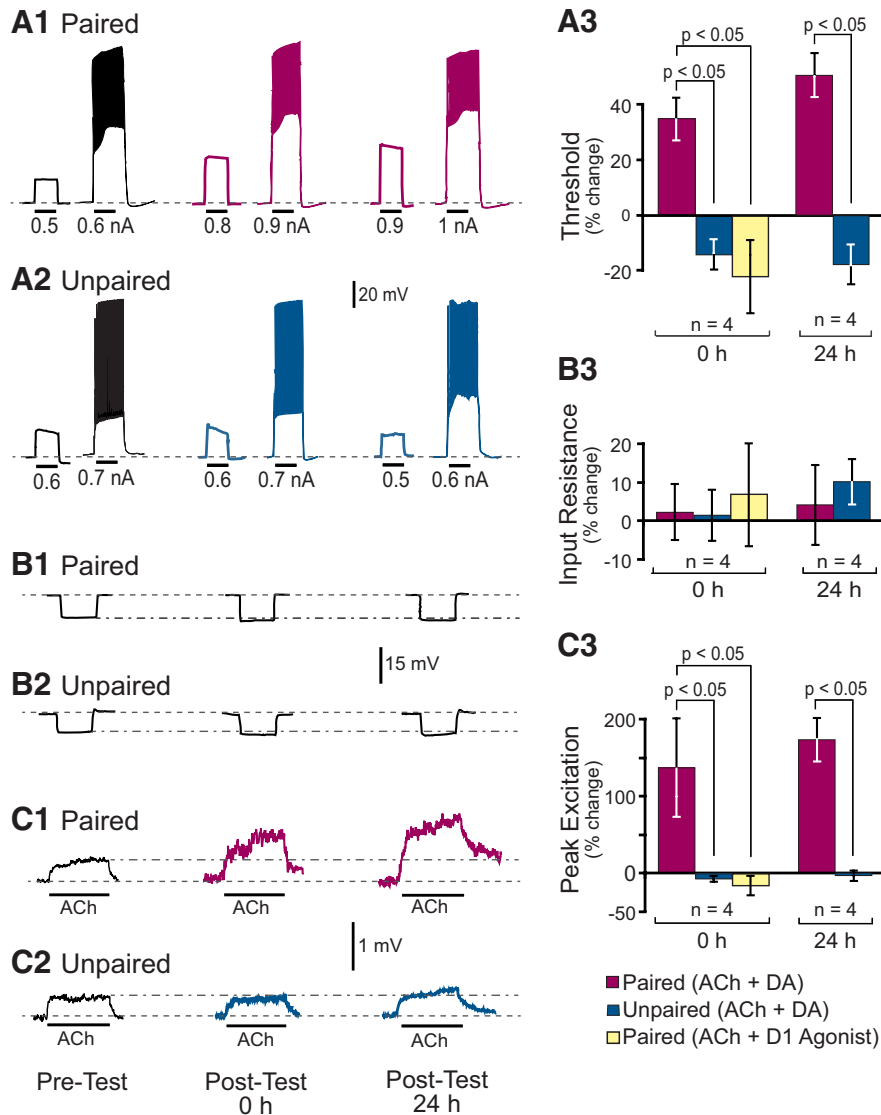 A1 Paired
0.5
0.6 nA
0.8
0.9 nA
0.9
1 nA
A2 Unpaired
20 mV
0.6
0.7 nA
0.6
0.7 nA
0.5
0.6 nA
B1 Paired
15 mV
B2 Unpaired
C1 Paired
ACh
ACh
ACh
1 mV
C2 Unpaired
ACh
ACh
ACh
Pre-Test
Post-Test
0 h
Post-Test
24 h
A3
p < 0.05
p < 0.05
p < 0.05
40
20
0
-20
Threshold
(% change)
n = 4
n = 4
0 h
24 h
B3
20
10
0
-10
Input Resistance
(% change)
n = 4
n = 4
0 h
24 h
C3
p < 0.05
p < 0.05
p < 0.05
200
100
0
-50
Peak Excitation
(% change)
n = 4
n = 4
0 h
24 h
Paired (ACh + DA)
Unpaired (ACh + DA)
Paired (ACh + D1 Agonist)